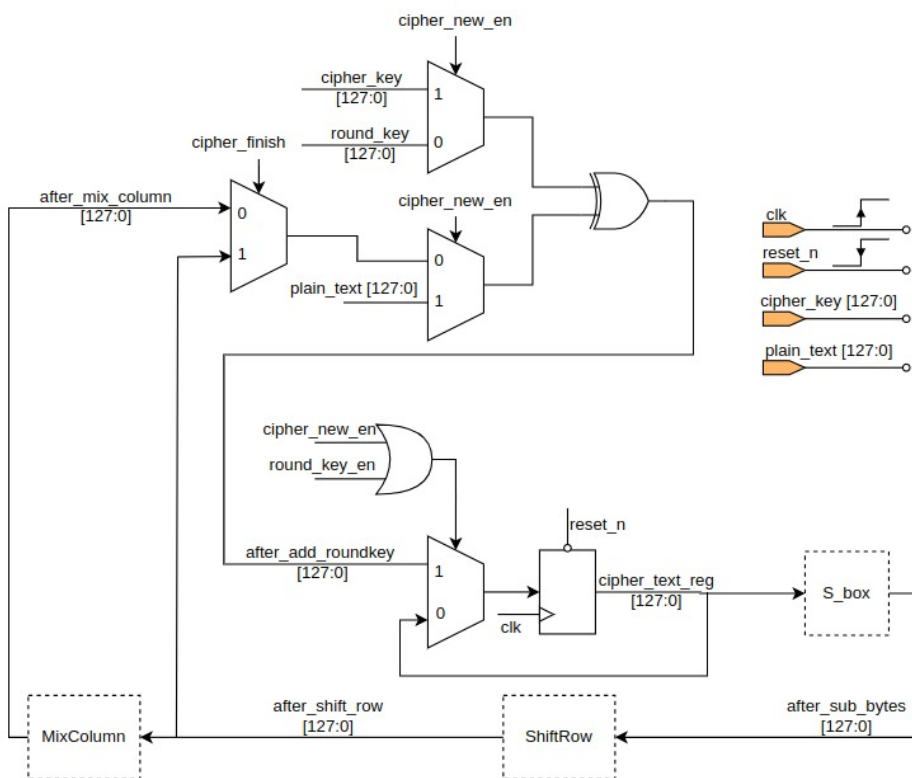 cipher_new_en
cipher_key
[127:0]
1
round_key
[127:0]
0
cipher_finish
after_mix_column
[127:0]
0
1
cipher_new_en
0
plain_text [127:0]
1
clk
reset_n
cipher_key [127:0]
plain_text [127:0]
cipher_new_en
round_key_en
after_add_roundkey
[127:0]
1
0
reset_n
clk
cipher_text_reg
[127:0]
S_box
after_shift_row
[127:0]
after_sub_bytes
[127:0]
MixColumn
ShiftRow